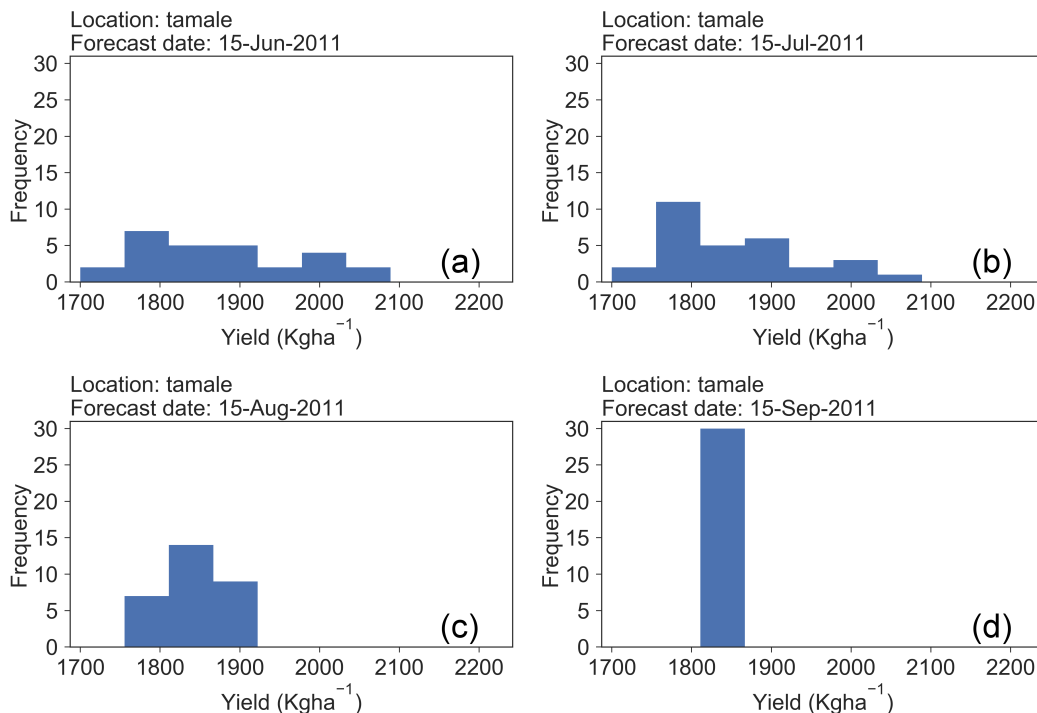 Location: tamale
Forecast date: 15-Jun-2011
30
25
20
15
10
5
0
Frequency
(a)
1700 1800 1900 2000 2100 2200
Yield (Kgha⁻¹)
Location: tamale
Forecast date: 15-Jul-2011
30
25
20
15
10
5
0
Frequency
(b)
1700 1800 1900 2000 2100 2200
Yield (Kgha⁻¹)
Location: tamale
Forecast date: 15-Aug-2011
30
25
20
15
10
5
0
Frequency
(c)
1700 1800 1900 2000 2100 2200
Yield (Kgha⁻¹)
Location: tamale
Forecast date: 15-Sep-2011
30
25
20
15
10
5
0
Frequency
(d)
1700 1800 1900 2000 2100 2200
Yield (Kgha⁻¹)